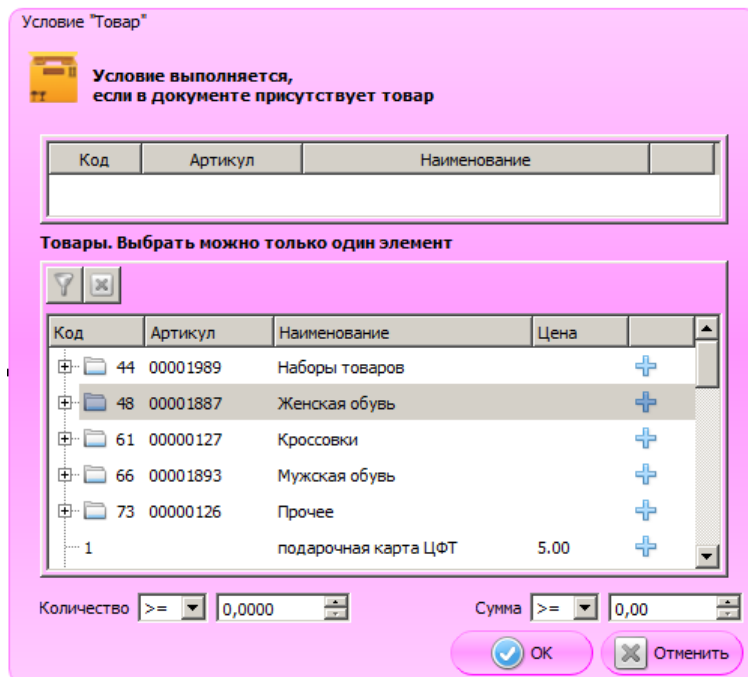 Условие "Товар"
Условие выполняется,
если в документе присутствует товар
Код Артикул Наименование
Товары. Выбрать можно только один элемент
Код Артикул Наименование Цена
44 00001989 Наборы товаров
48 00001887 Женская обувь
61 00000127 Кроссовки
66 00001893 Мужская обувь
73 00000126 Прочее
1 подарочная карта ЦФТ 5.00
Количество >= 0,0000 Сумма >= 0,00
ОК Отменить